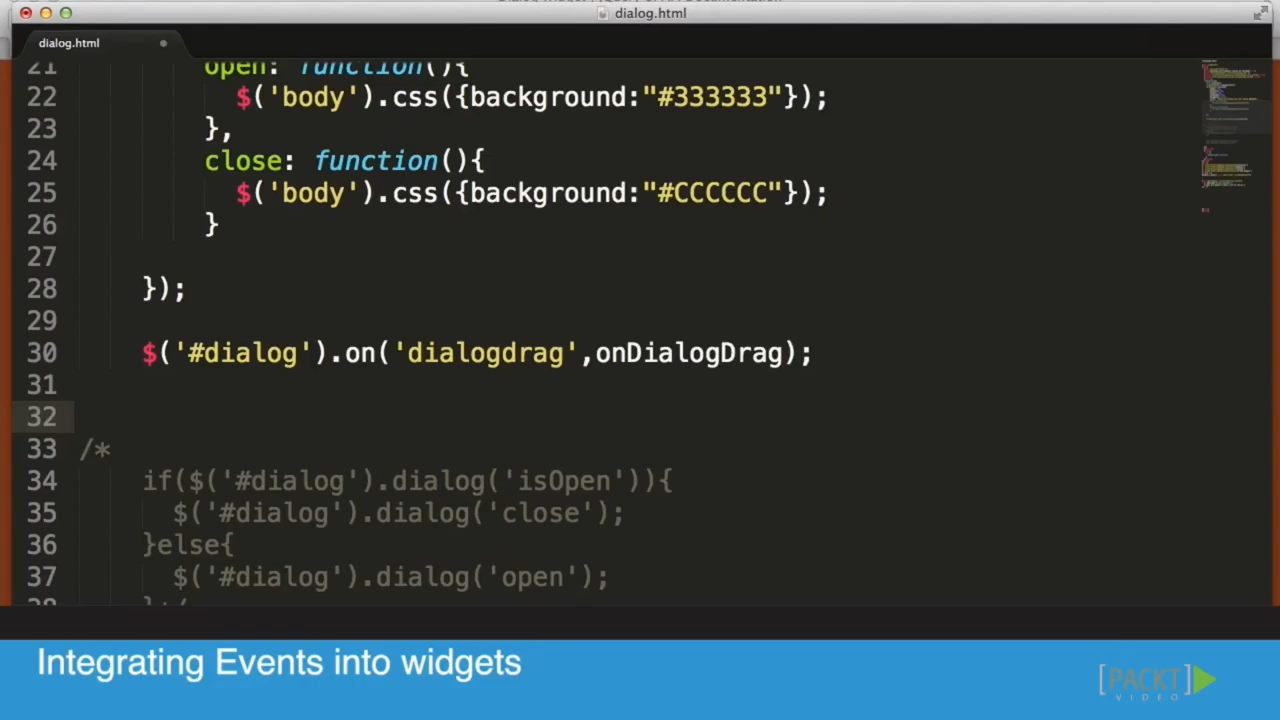 dialog.html
dialog.html
21 open: function(){
22 $('body').css({background:"#333333"});
23 },
24 close: function(){
25 $('body').css({background:"#CCCCCC"});
26 }
27
28 });
29
30 $('#dialog').on('dialogdrag',onDialogDrag);
31
32
33 /*
34 if($('#dialog').dialog('isOpen')){
35 $('#dialog').dialog('close');
36 }else{
37 $('#dialog').dialog('open');
38
Integrating Events into widgets
[PACKT]
VIDEO